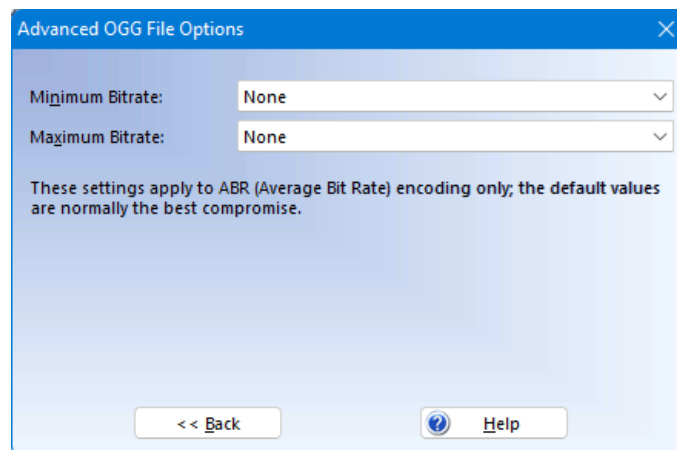 Advanced OGG File Options
Minimum Bitrate: None
Maximum Bitrate: None
These settings apply to ABR (Average Bit Rate) encoding only; the default values
are normally the best compromise.
<< Back Help